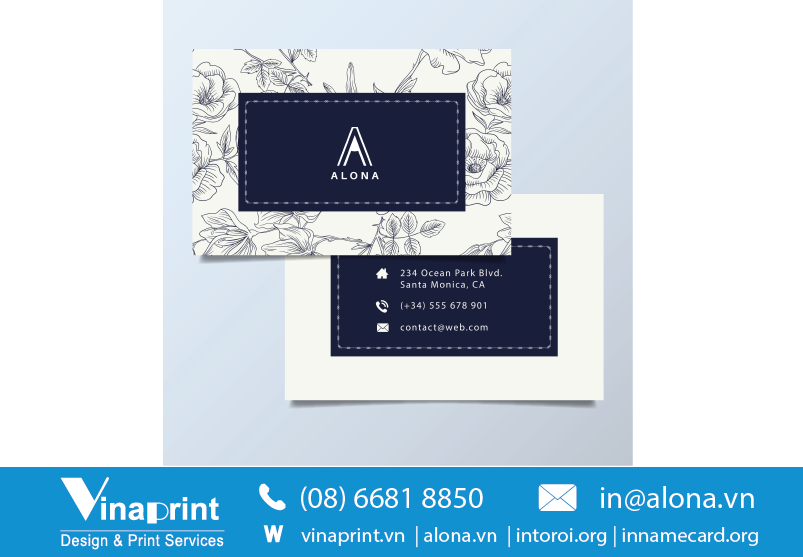 ALONA
234 Ocean Park Blvd.
Santa Monica, CA
(+34) 555 678 901
contact@web.com
Vinaprint
Design & Print Services
(08) 6681 8850
in@alona.vn
W vinaprint.vn | alona.vn | intoroi.org | innamecard.org